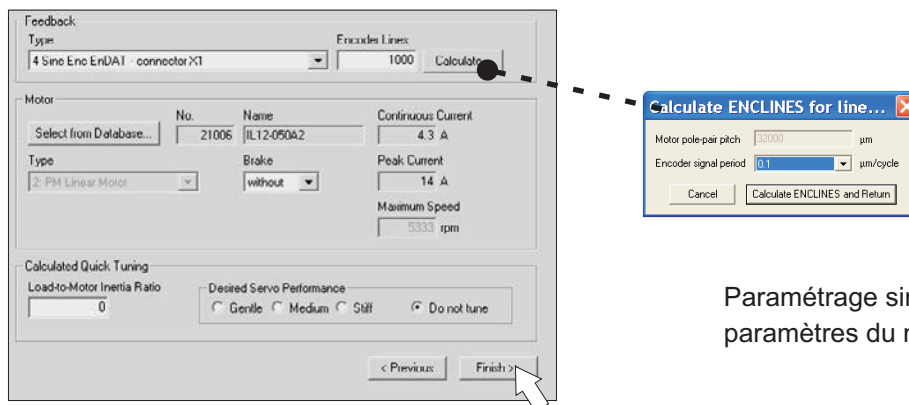 Feedback
Type Encoder Lines
4 Sine Enc EnDAT - connector X1 1000 Calculate...
Motor
No. Name Continuous Current
Select from Database... 21006 IL12-050A2 4.3 A
Type Brake Peak Current
2: PM Linear Motor without 14 A
Maximum Speed
5333 rpm
Calculated Quick Tuning
Load-to-Motor Inertia Ratio Desired Servo Performance
0 Gentle Medium Stiff Do not tune
< Previous Finish >
Calculate ENCLINES for line...
Motor pole-pair pitch 32000 µm
Encoder signal period 0.1 µm/cycle
Cancel Calculate ENCLINES and Return
Paramétrage
paramètres du